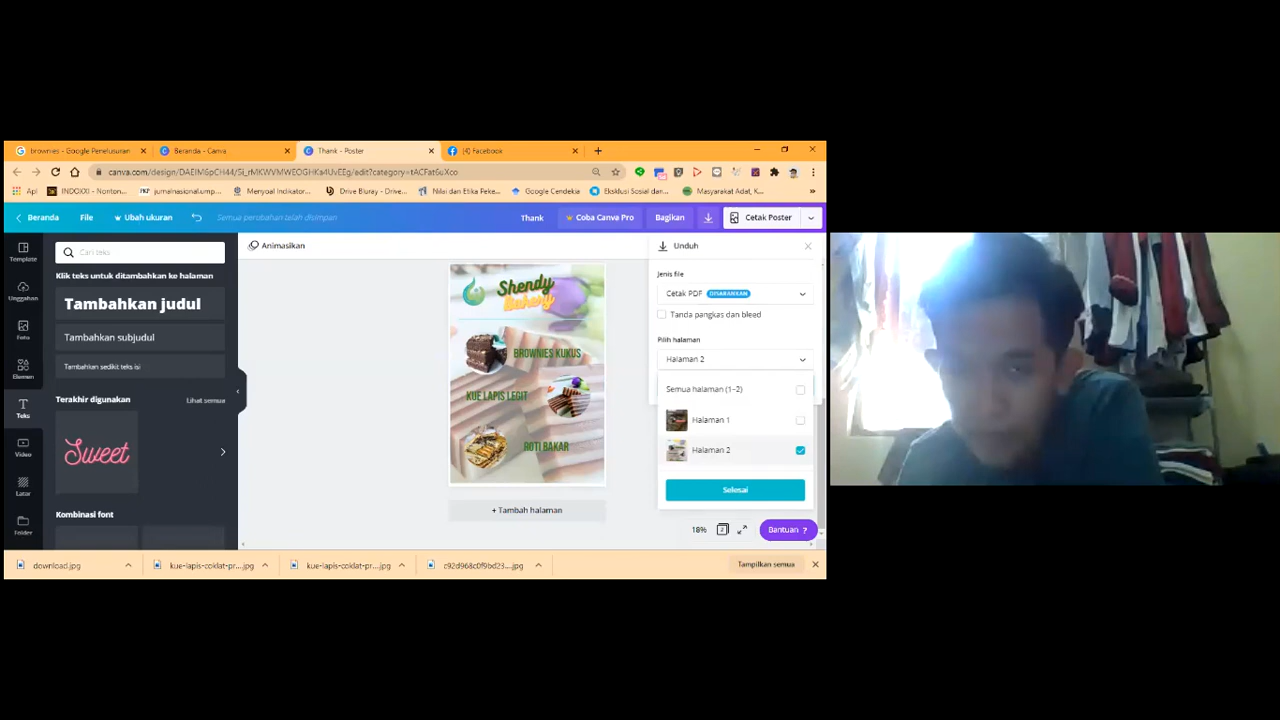 brownies - Google Penelusuran
Beranda - Canva
Thank - Poster
(4) Facebook
canva.com/design/
Apl
INDOXXI - Nonton...
jurnalnasional.ump...
Menyoal Indikator...
Drive Bluray - Drive...
Nilai dan Etika Peke...
Google Cendekia
Eksklusi Sosial dan...
Masyarakat Adat, K...
Beranda
File
Ubah ukuran
Semua perubahan telah disimpan
Thank
Coba Canva Pro
Bagikan
Cetak Poster
Template
Unggahan
Foto
Elemen
Teks
Video
Latar
Folder
Cari teks
Klik teks untuk ditambahkan ke halaman
Tambahkan judul
Tambahkan subjudul
Tambahkan sedikit teks isi
Terakhir digunakan
Lihat semua
Sweet
Kombinasi font
Animasikan
Shendy
Bakery
BROWNIES KUKUS
KUE LAPIS LEGIT
ROTI BAKAR
+ Tambah halaman
Unduh
Jenis file
Cetak PDF DISARANKAN
Tanda pangkas dan bleed
Pilih halaman
Halaman 2
Semua halaman (1-2)
Halaman 1
Halaman 2
Selesai
18%
2
Bantuan ?
download.jpg
kue-lapis-coklat-pr....jpg
kue-lapis-coklat-pr....jpg
c92d968c0f9bd23....jpg
Tampilkan semua